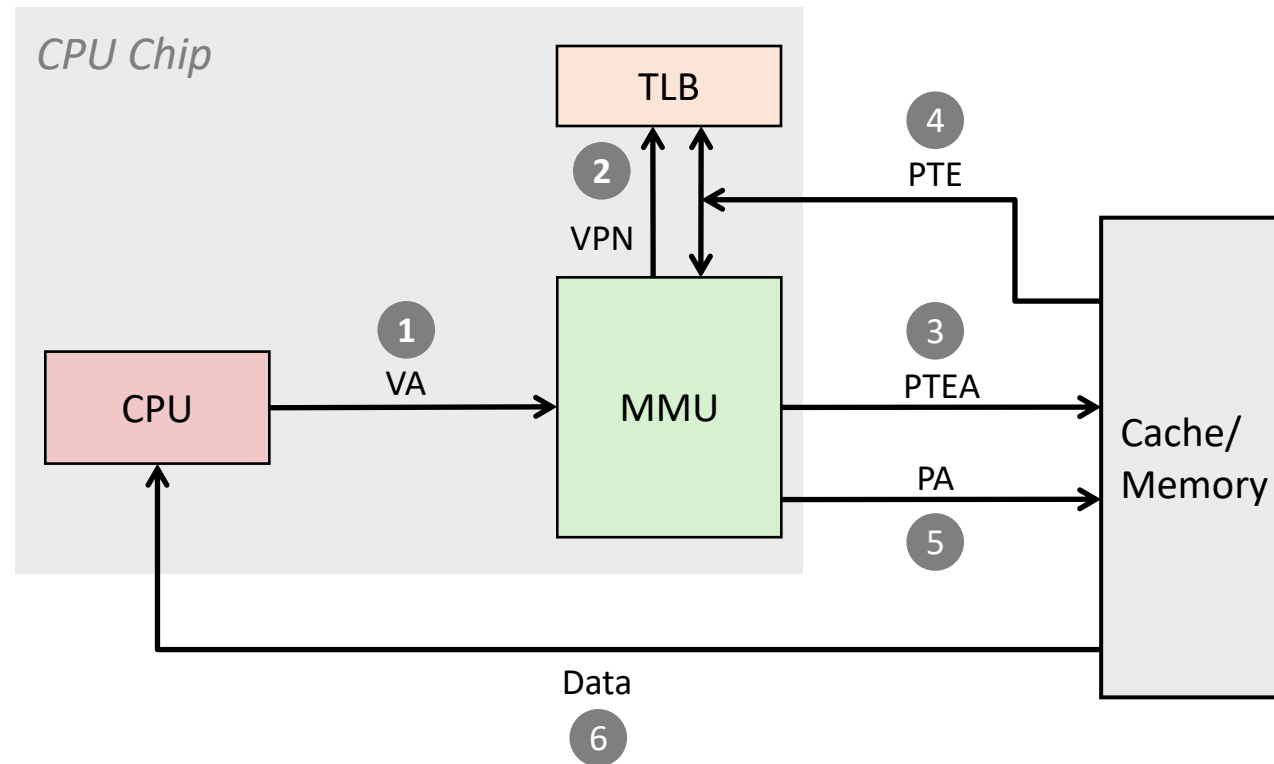 CPU Chip
TLB
4
PTE
2
VPN
1
VA
3
PTEA
CPU
MMU
Cache/
Memory
PA
5
Data
6